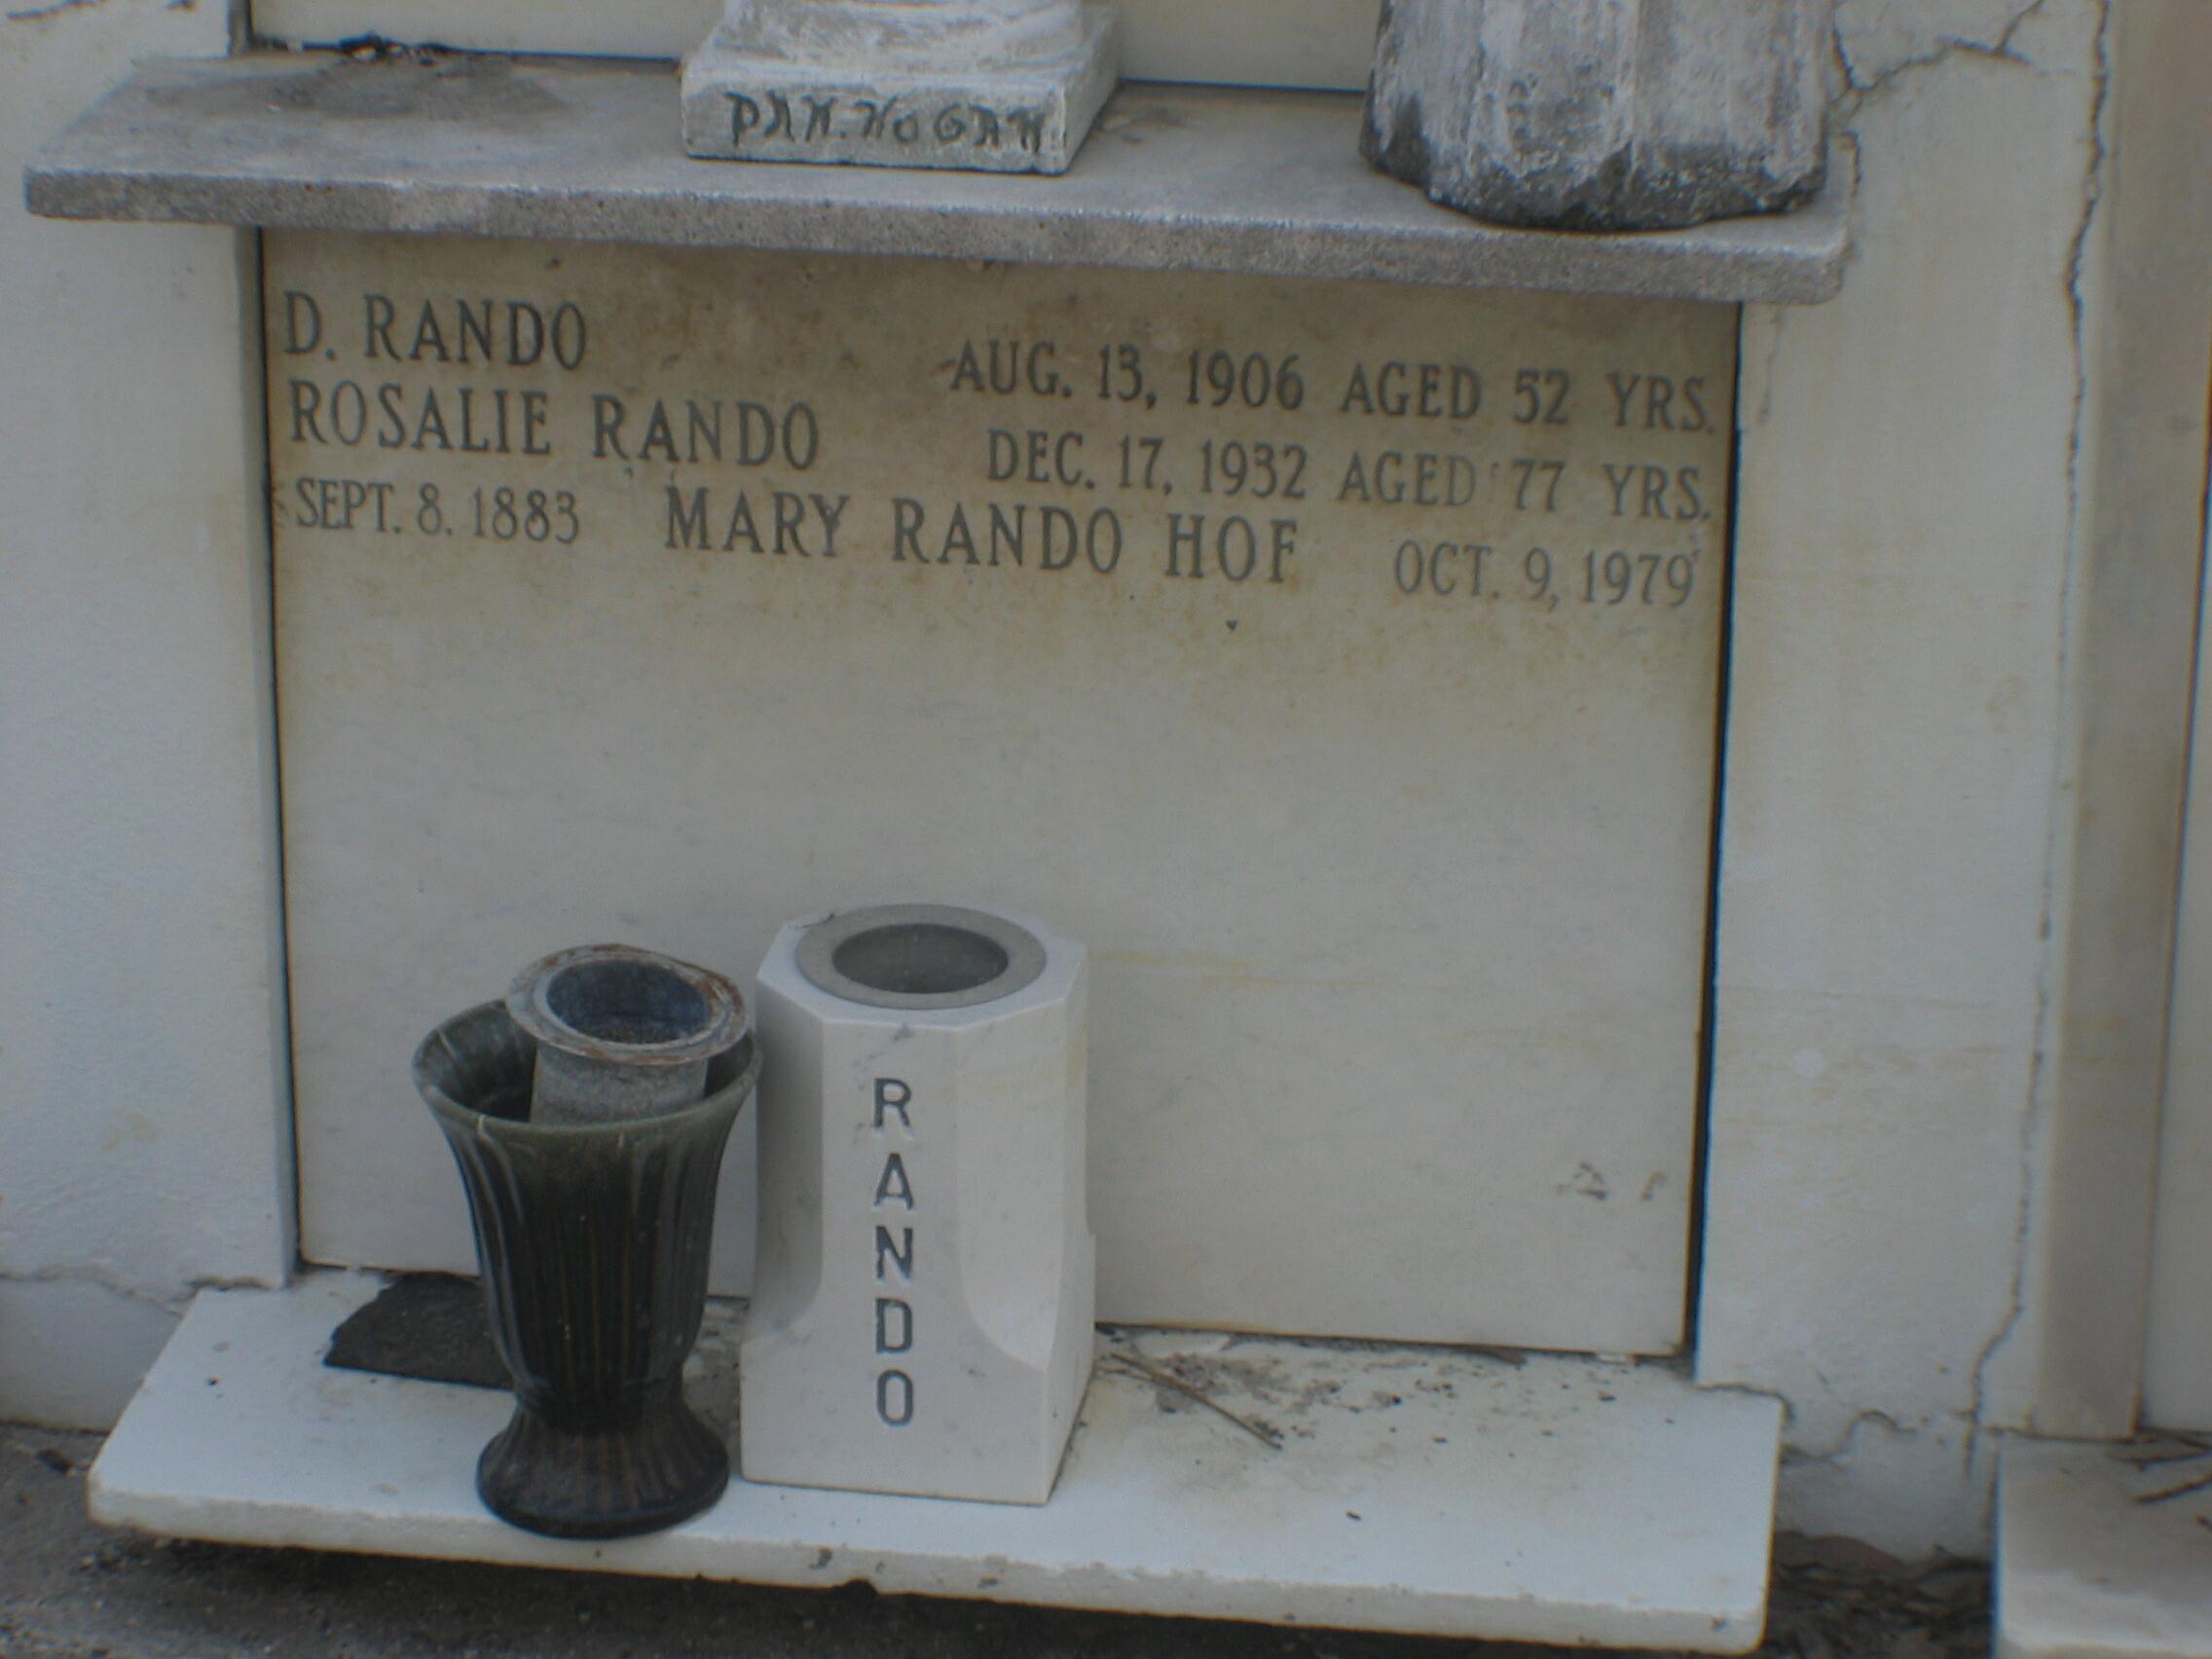 DAN. HOGAN
D. RANDO AUG. 13, 1906 AGED 52 YRS.
ROSALIE RANDO DEC. 17, 1932 AGED 77 YRS.
SEPT. 8. 1883 MARY RANDO HOF OCT. 9, 1979
RANDO